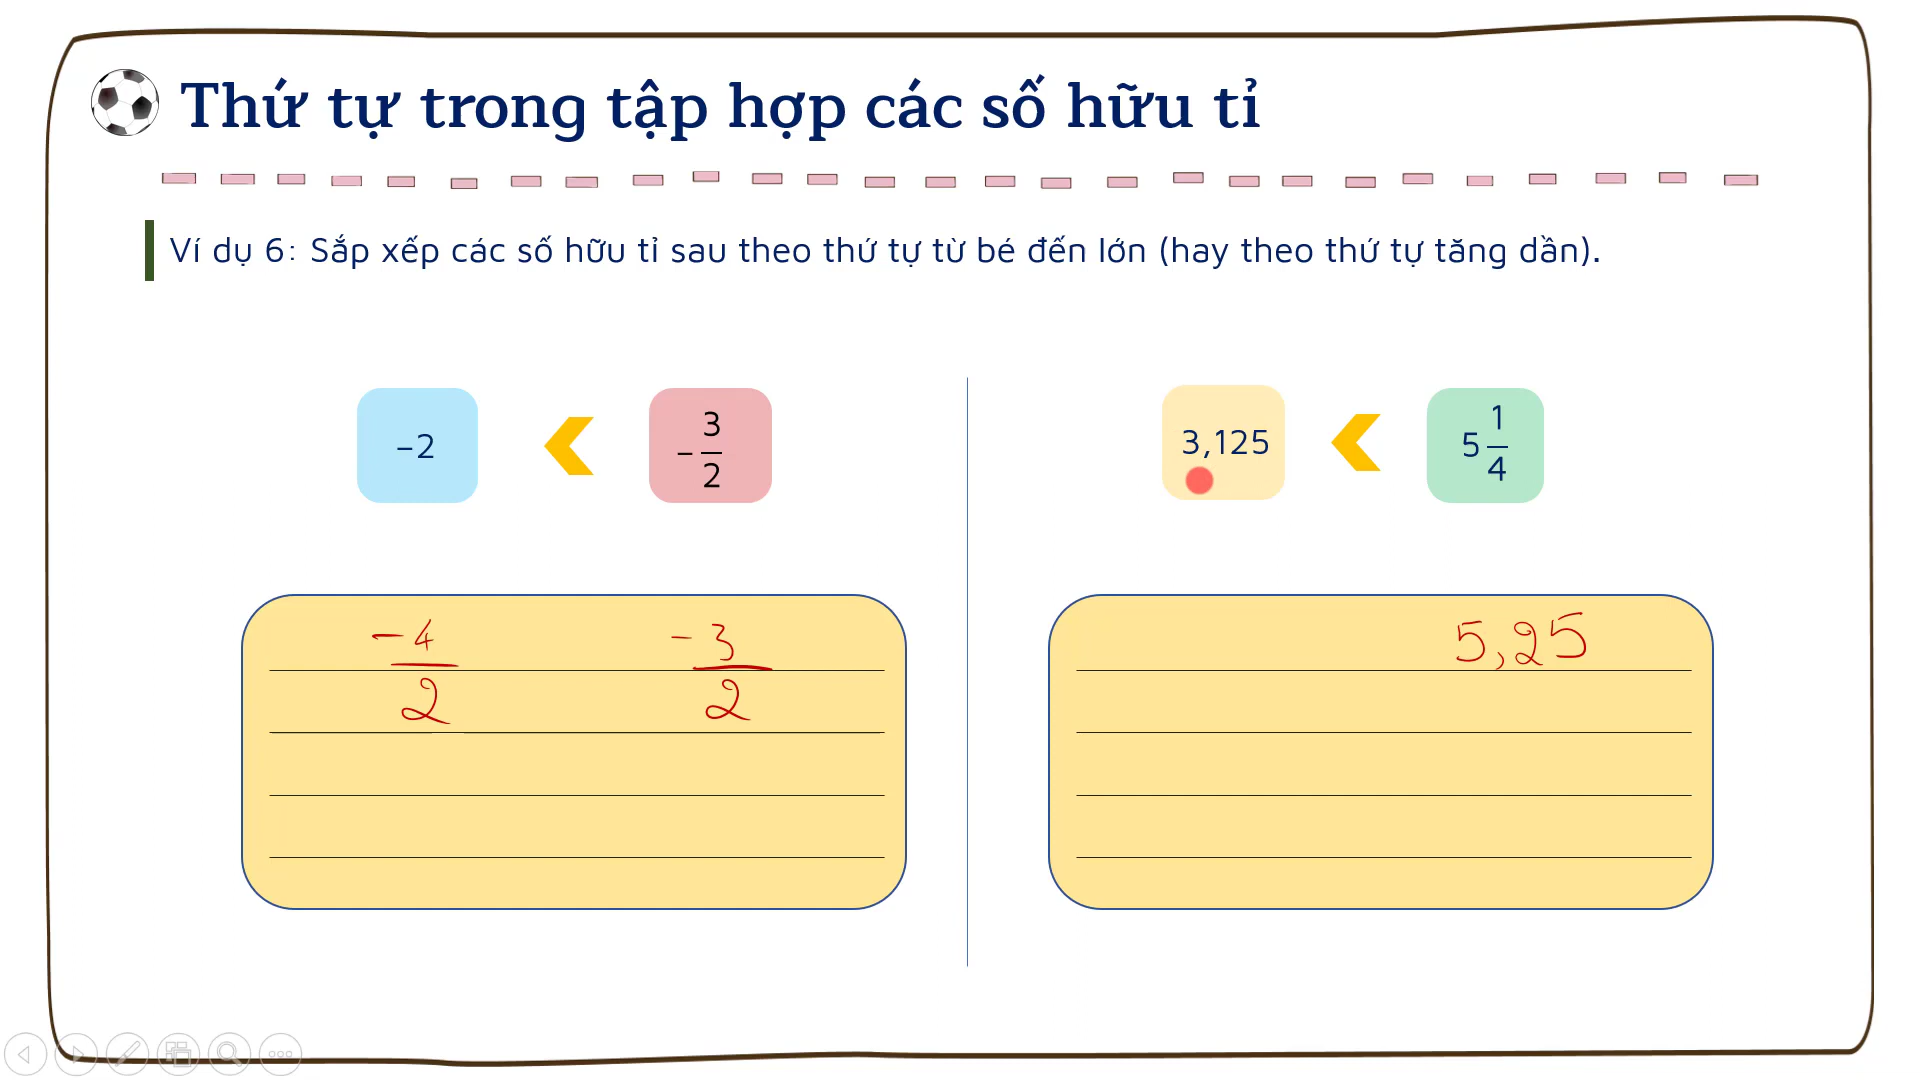 Thứ tự trong tập hợp các số hữu tỉ
Ví dụ 6: Sắp xếp các số hữu tỉ sau theo thứ tự từ bé đến lớn (hay theo thứ tự tăng dần).
-2 < -3/2
3,125 < 5 1/4
-4/2 -3/2
5,25